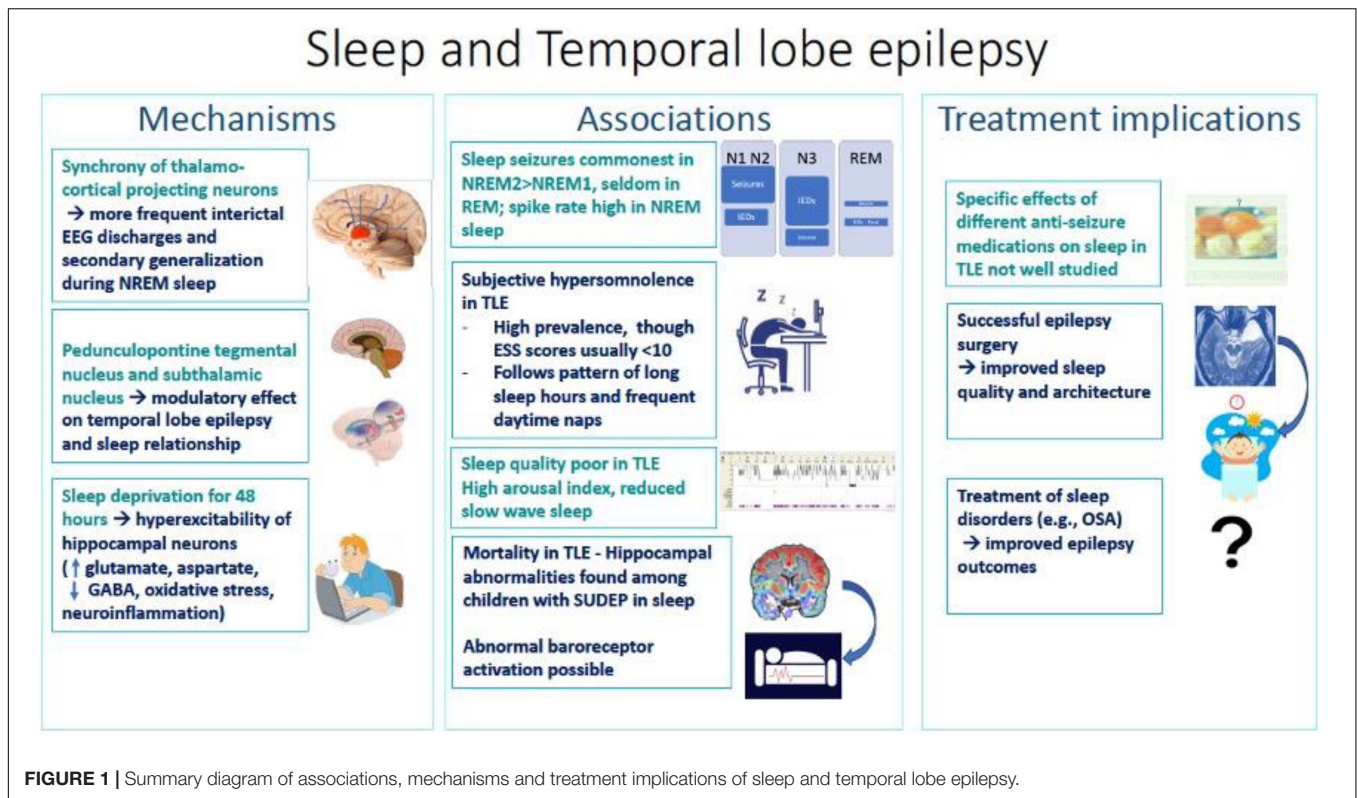 Sleep and Temporal lobe epilepsy
Mechanisms
Synchrony of thalamo-
cortical projecting neurons
→ more frequent interictal
EEG discharges and
secondary generalization
during NREM sleep
Pedunculopontine tegmental
nucleus and subthalamic
nucleus → modulatory effect
on temporal lobe epilepsy
and sleep relationship
Sleep deprivation for 48
hours → hyperexcitability of
hippocampal neurons
(↑ glutamate, aspartate,
↓ GABA, oxidative stress,
neuroinflammation)
Associations
Sleep seizures commonest in
NREM2>NREM1, seldom in
REM; spike rate high in NREM
sleep
N1 N2
Seizures
IEDs
N3
IEDs
REM
Subjective hypersomnolence
in TLE
- High prevalence, though
ESS scores usually <10
- Follows pattern of long
sleep hours and frequent
daytime naps
Z
Z
z
Sleep quality poor in TLE
High arousal index, reduced
slow wave sleep
Mortality in TLE - Hippocampal
abnormalities found among
children with SUDEP in sleep
Abnormal baroreceptor
activation possible
Treatment implications
Specific effects of
different anti-seizure
medications on sleep in
TLE not well studied
?
Successful epilepsy
surgery
→ improved sleep
quality and architecture
Treatment of sleep
disorders (e.g., OSA)
→ improved epilepsy
outcomes
?
FIGURE 1 | Summary diagram of associations, mechanisms and treatment implications of sleep and temporal lobe epilepsy.